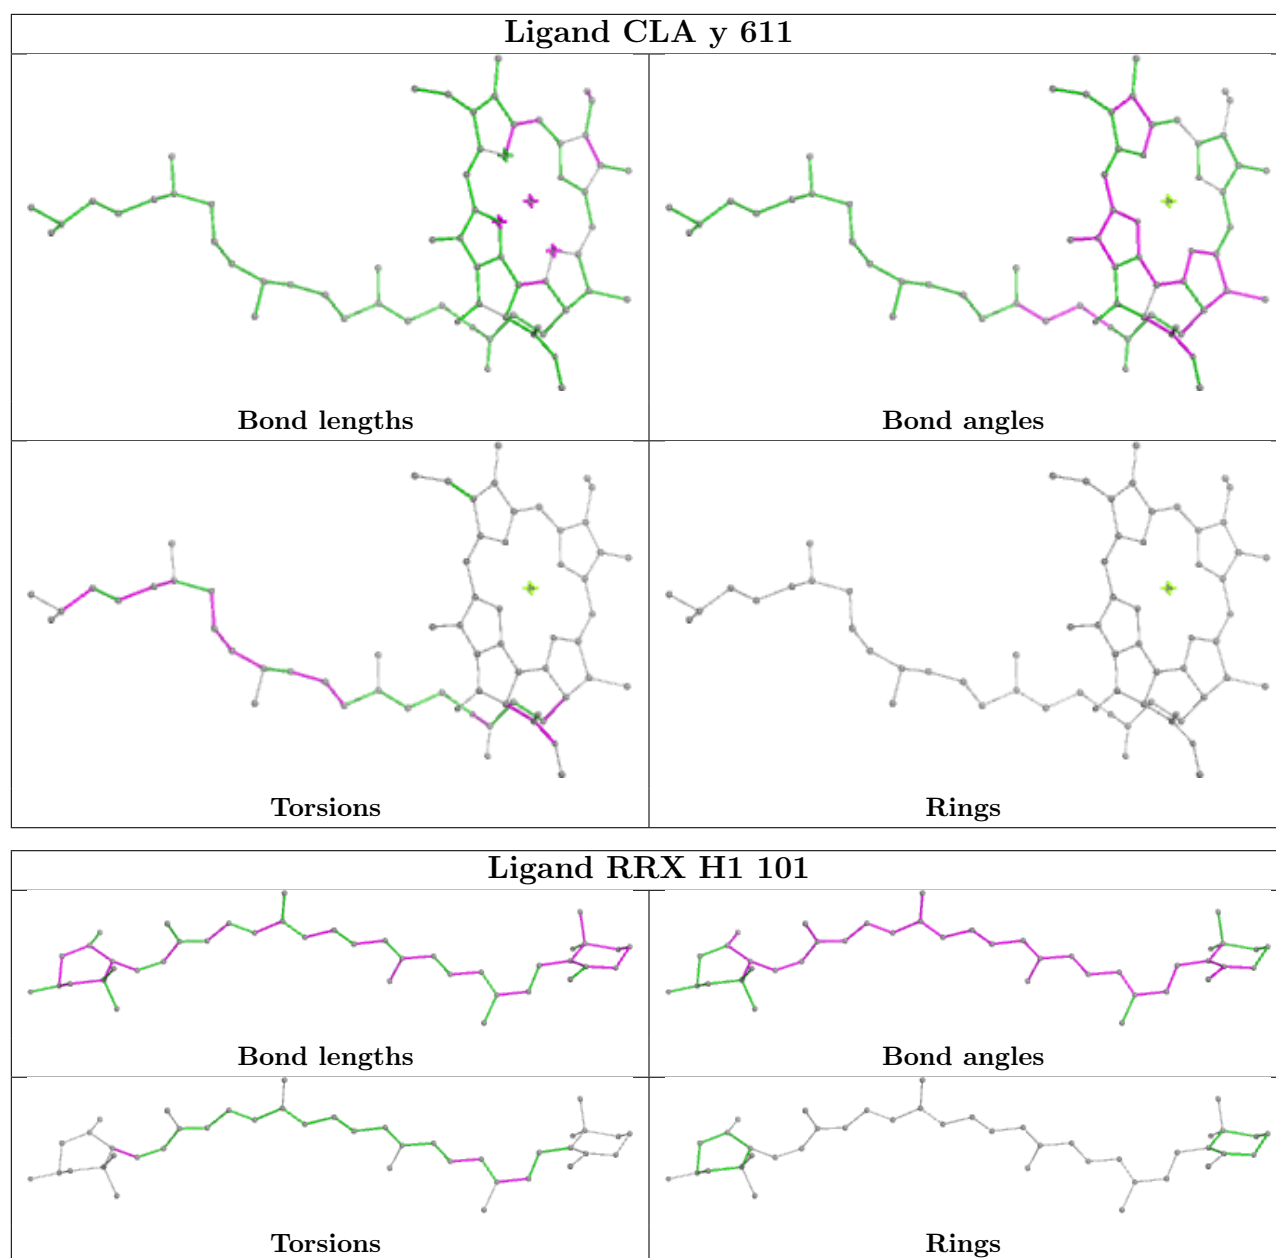 Ligand CLA y 611
Bond lengths
Bond angles
Torsions
Rings
Ligand RRX H1 101
Bond lengths
Bond angles
Torsions
Rings